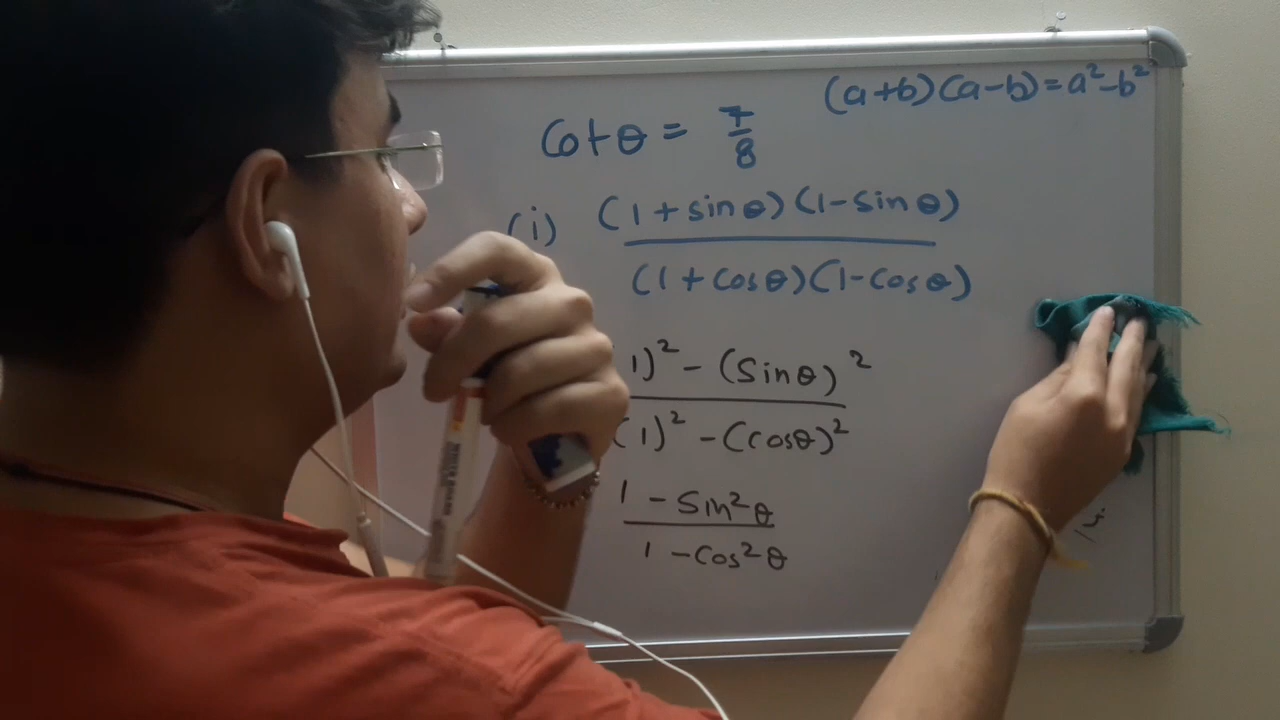 (a+b)(a-b)=a²-b²
Cotθ = 7/8
(i) (1+sinθ)(1-sinθ)
(1+cosθ)(1-cosθ)
1)² - (Sinθ)²
(1)² - (cosθ)²
1 - Sin²θ
1 - Cos²θ